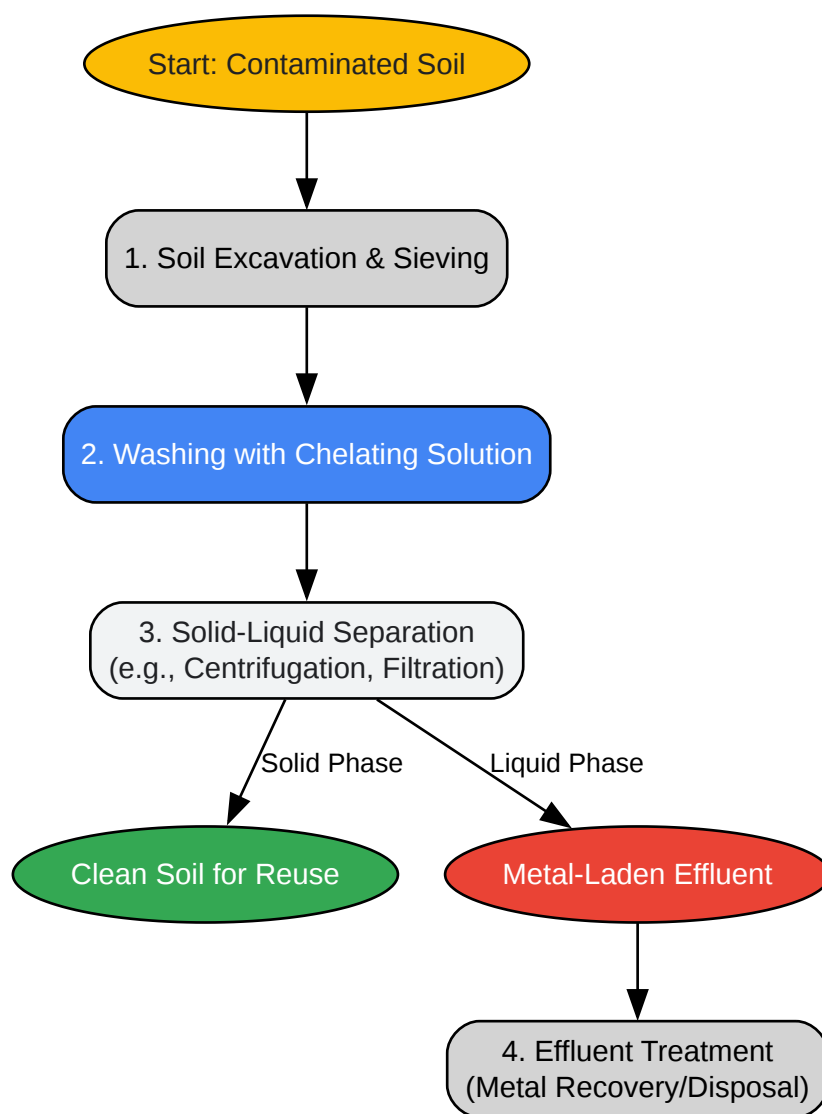 Start: Contaminated Soil
1. Soil Excavation & Sieving
2. Washing with Chelating Solution
3. Solid-Liquid Separation
(e.g., Centrifugation, Filtration)
Solid Phase
Liquid Phase
Clean Soil for Reuse
Metal-Laden Effluent
4. Effluent Treatment
(Metal Recovery/Disposal)